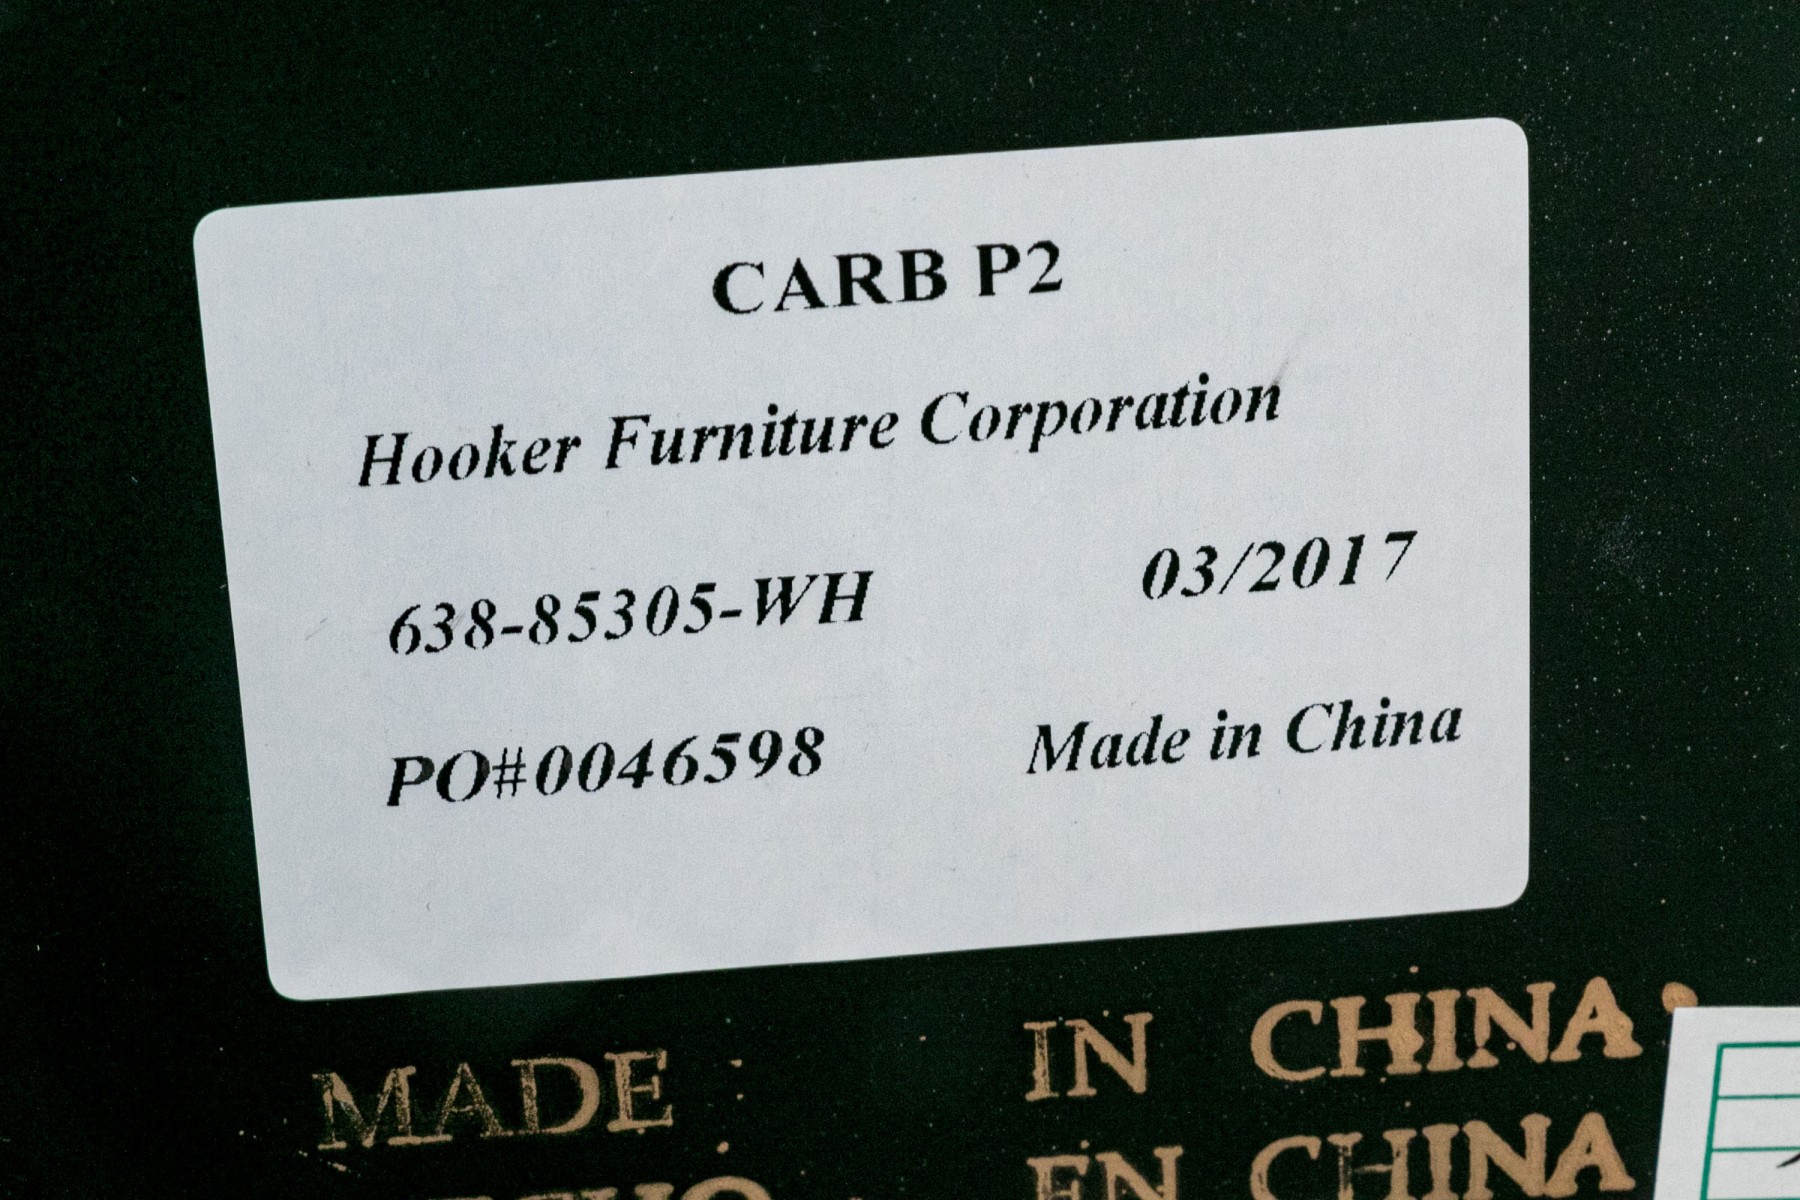 CARB P2
Hooker Furniture Corporation
638-85305-WH 03/2017
PO#0046598 Made in China
MADE IN CHINA
EN CHINA